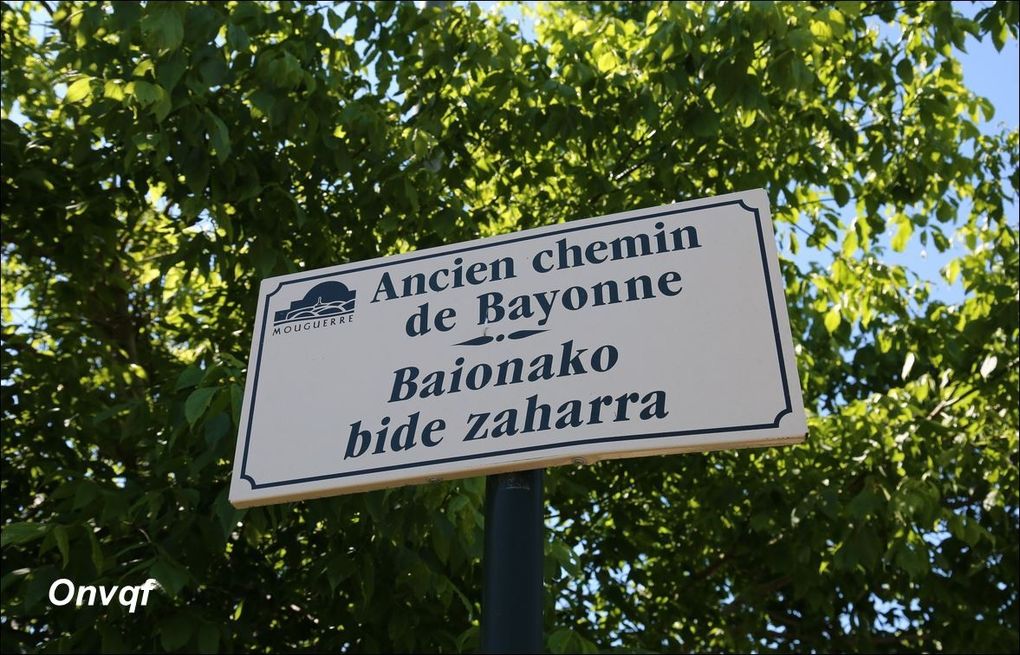 Ancien chemin
de Bayonne
MOUGUERRE
Baionako
bide zaharra
Onvqf